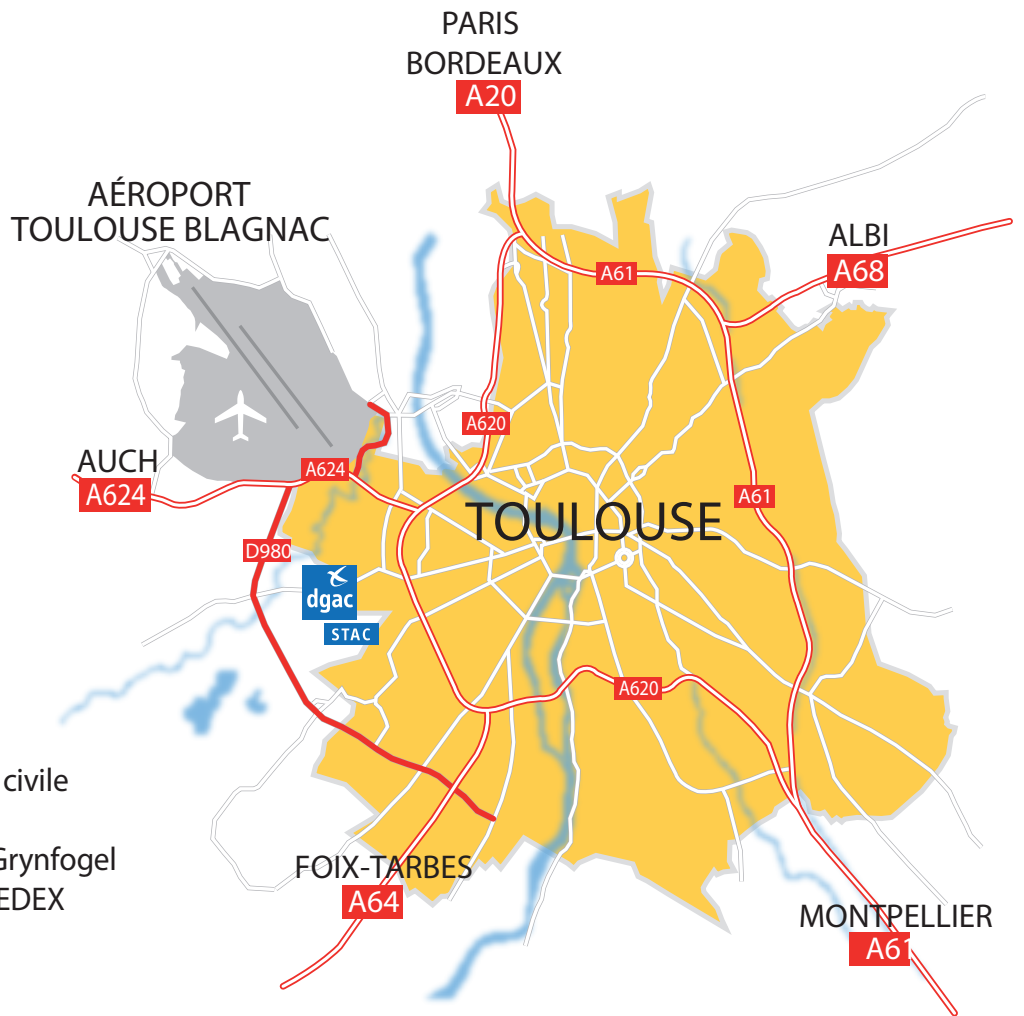 PARIS
BORDEAUX
A20
AÉROPORT
TOULOUSE BLAGNAC
ALBI
A68
A61
A620
AUCH
A624
A624
A61
TOULOUSE
D980
dgac
STAC
A620
civile
Grynfogel
EDEX
FOIX-TARBES
A64
MONTPELLIER
A61